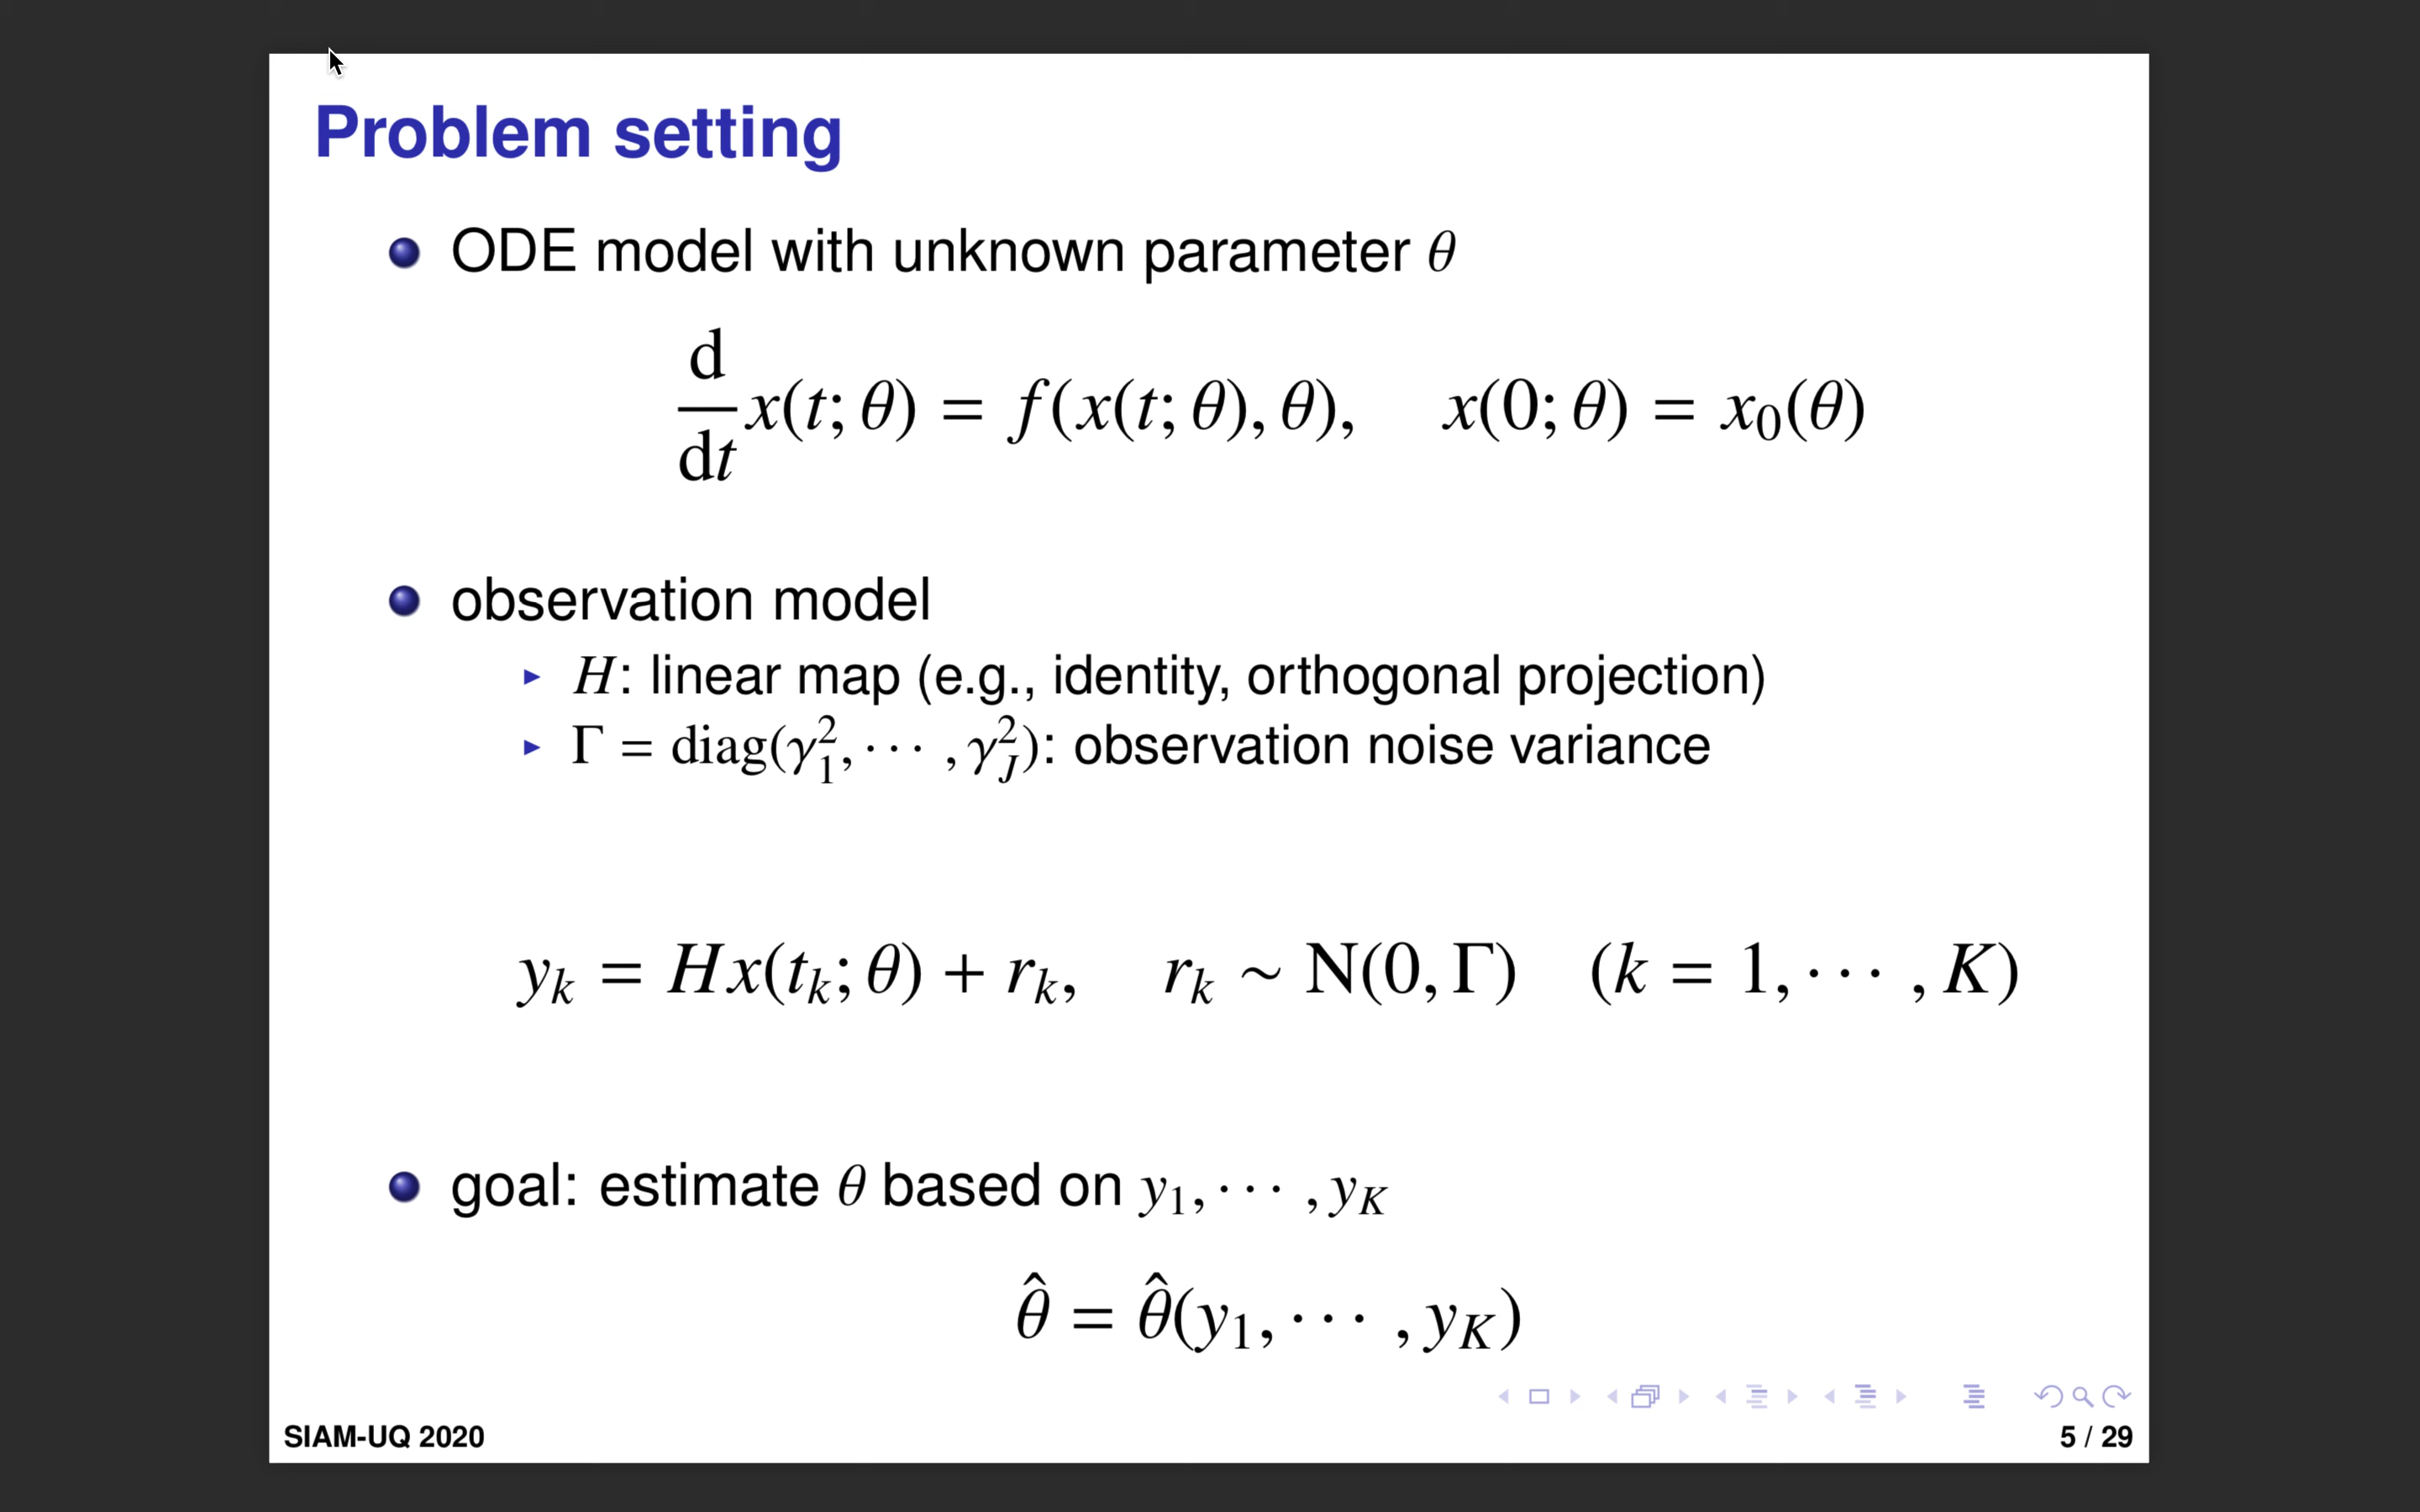 Problem setting
ODE model with unknown parameter θ
d/dt x(t; θ) = f(x(t; θ), θ), x(0; θ) = x₀(θ)
observation model
H: linear map (e.g., identity, orthogonal projection)
Γ = diag(γ₁², ··· , γ_J²): observation noise variance
y_k = Hx(t_k; θ) + r_k, r_k ∼ N(0, Γ) (k = 1, ··· , K)
goal: estimate θ based on y₁, ··· , y_K
θ̂ = θ̂(y₁, ··· , y_K)
SIAM-UQ 2020
5 / 29